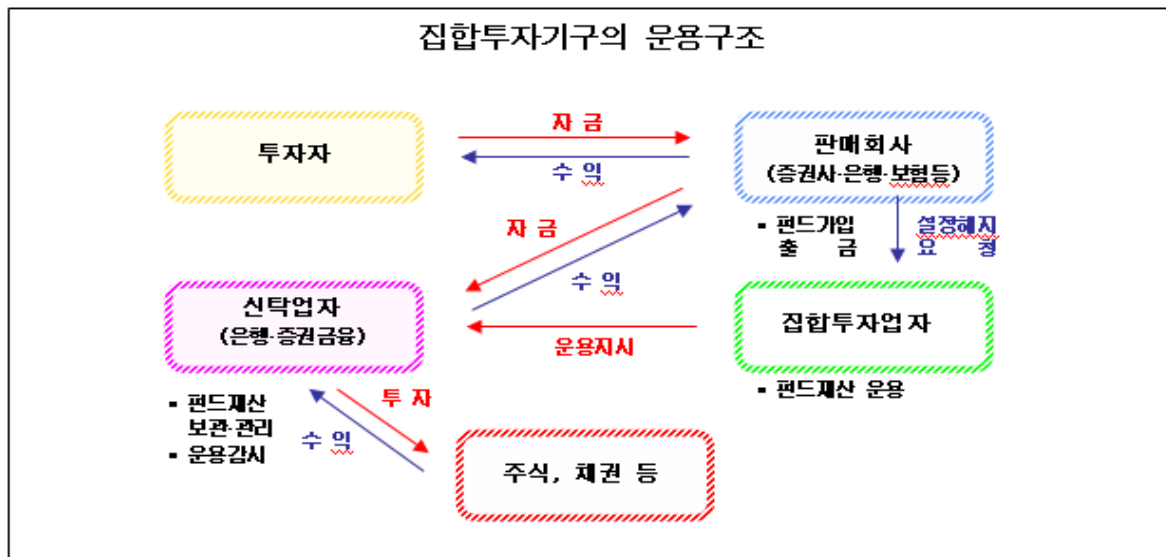 집합투자기구의 운용구조
투자자
자 금
수 익
판매회사
(증권사·은행·보험등)
자 금
수 익
▪ 펀드가입
출 금
설정해지
요 청
신탁업자
(은행·증권금융)
운용지시
집합투자업자
▪ 펀드재산
보관·관리
▪ 운용감시
투 자
수 익
▪ 펀드재산 운용
주식, 채권 등